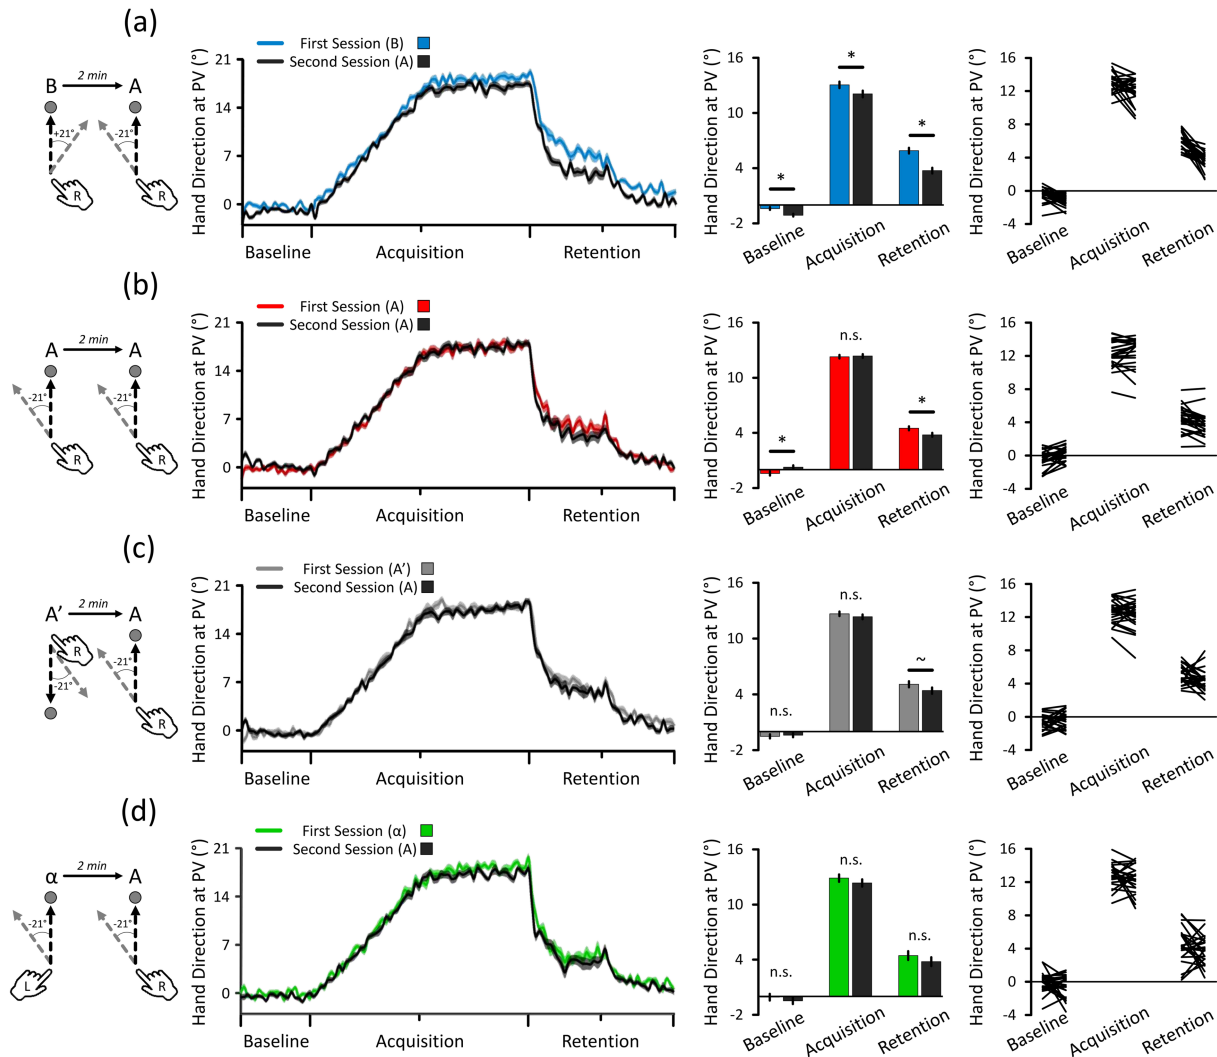 (a)
B 2 min A
+21° -21°
R R
Hand Direction at PV (°)
21
14
7
0
First Session (B)
Second Session (A)
Baseline Acquisition Retention
Hand Direction at PV (°)
16
10
4
-2
* * *
Baseline Acquisition Retention
Hand Direction at PV (°)
16
12
8
4
0
-4
Baseline Acquisition Retention
(b)
A 2 min A
-21° -21°
R R
Hand Direction at PV (°)
21
14
7
0
First Session (A)
Second Session (A)
Baseline Acquisition Retention
Hand Direction at PV (°)
16
10
4
-2
* n.s. *
Baseline Acquisition Retention
Hand Direction at PV (°)
16
12
8
4
0
-4
Baseline Acquisition Retention
(c)
A’ 2 min A
-21° -21°
R R
Hand Direction at PV (°)
21
14
7
0
First Session (A’)
Second Session (A)
Baseline Acquisition Retention
Hand Direction at PV (°)
16
10
4
-2
n.s. n.s. ~
Baseline Acquisition Retention
Hand Direction at PV (°)
16
12
8
4
0
-4
Baseline Acquisition Retention
(d)
α 2 min A
-21° -21°
L R
Hand Direction at PV (°)
21
14
7
0
First Session (α)
Second Session (A)
Baseline Acquisition Retention
Hand Direction at PV (°)
16
10
4
-2
n.s. n.s. n.s.
Baseline Acquisition Retention
Hand Direction at PV (°)
16
12
8
4
0
-4
Baseline Acquisition Retention